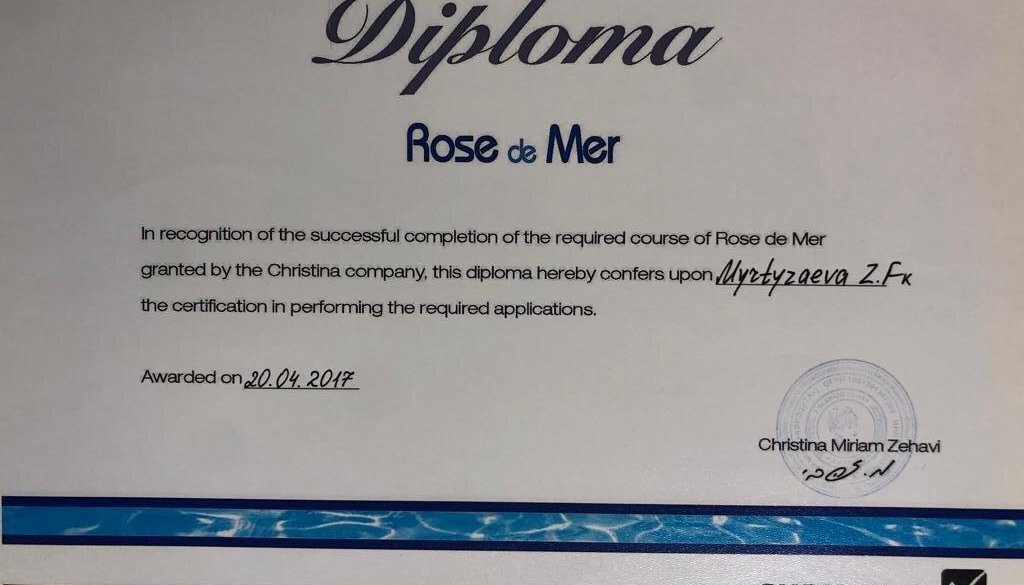 Diploma
Rose de Mer
In recognition of the successful completion of the required course of Rose de Mer
granted by the Christina company, this diploma hereby confers upon Myrtyzaeva Z.Fк
the certification in performing the required applications.
Awarded on 20.04.2017
Christina Miriam Zehavi